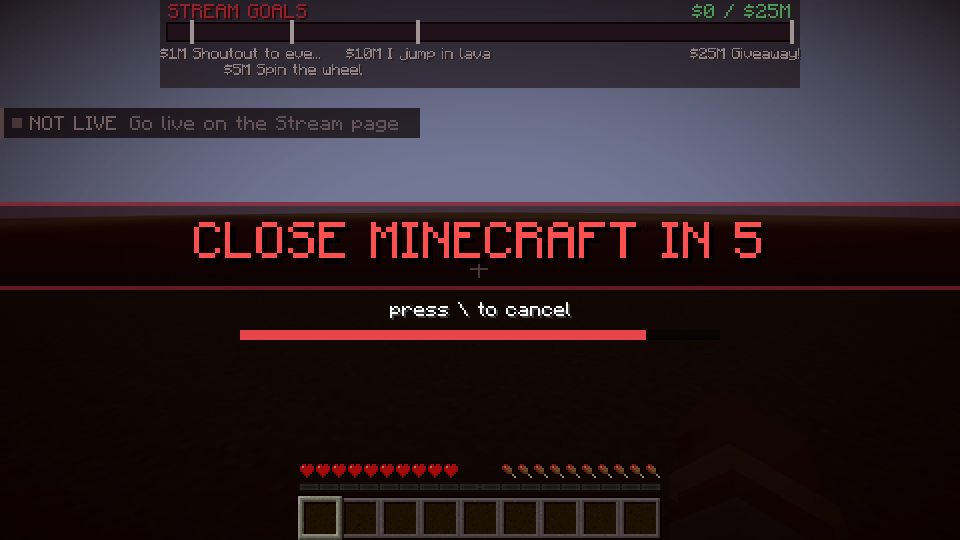 STREAM GOALS $0 / $25M
$1M Shoutout to eve... $10M I jump in lava $25M Giveaway!
$5M Spin the wheel
NOT LIVE Go live on the Stream page
CLOSE MINECRAFT IN 5
press \ to cancel